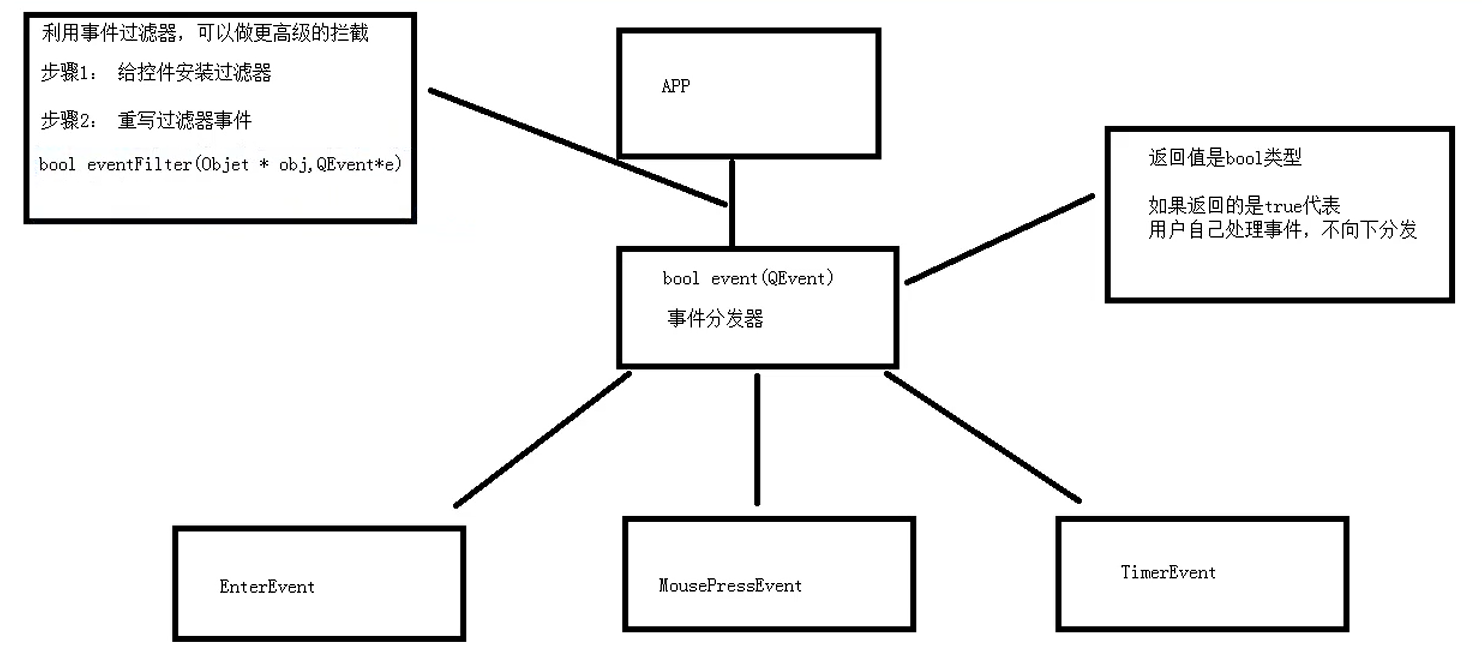 利用事件过滤器，可以做更高级的拦截
步骤1： 给控件安装过滤器
步骤2： 重写过滤器事件
bool eventFilter(Objet * obj,QEvent*e)
APP
返回值是bool类型
如果返回的是true代表
用户自己处理事件，不向下分发
bool event(QEvent)
事件分发器
EnterEvent
MousePressEvent
TimerEvent